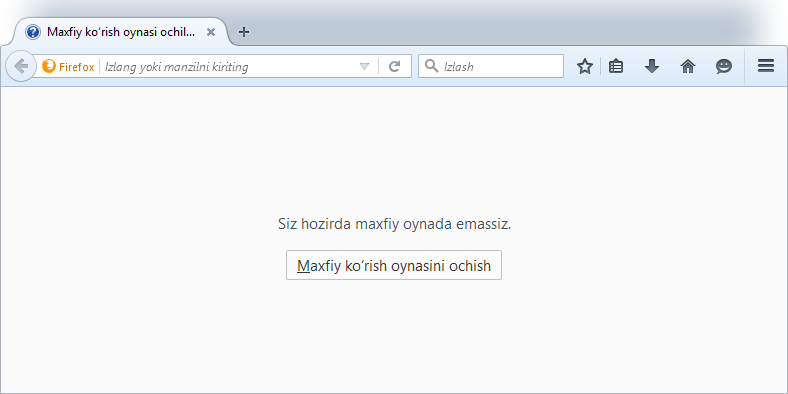 Maxfiy ko‘rish oynasi ochil...
Firefox
Izlang yoki manzilni kiriting
Izlash
Siz hozirda maxfiy oynada emassiz.
Maxfiy ko‘rish oynasini ochish